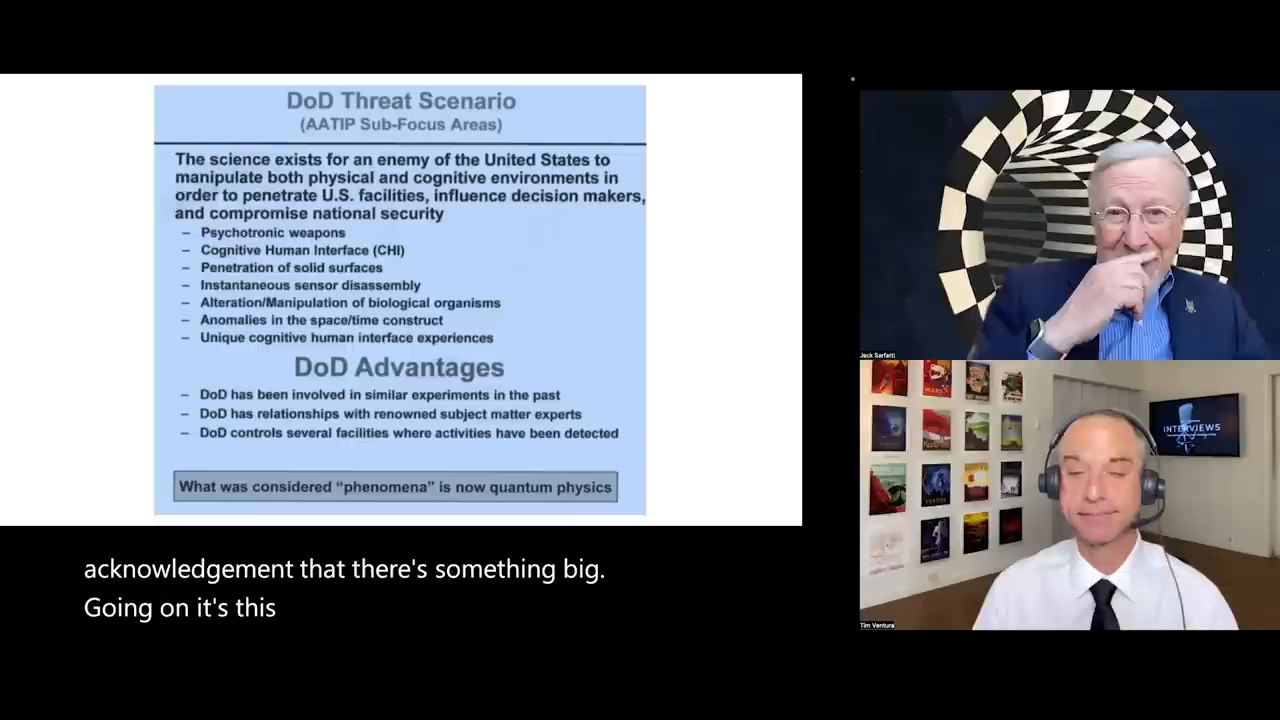 DoD Threat Scenario
(AATIP Sub-Focus Areas)
The science exists for an enemy of the United States to
manipulate both physical and cognitive environments in
order to penetrate U.S. facilities, influence decision makers,
and compromise national security
– Psychotronic weapons
– Cognitive Human Interface (CHI)
– Penetration of solid surfaces
– Instantaneous sensor disassembly
– Alteration/Manipulation of biological organisms
– Anomalies in the space/time construct
– Unique cognitive human interface experiences
DoD Advantages
– DoD has been involved in similar experiments in the past
– DoD has relationships with renowned subject matter experts
– DoD controls several facilities where activities have been detected
What was considered “phenomena” is now quantum physics
acknowledgement that there's something big.
Going on it's this
Jack Sarfatti
INTERVIEWS
Tim Ventura